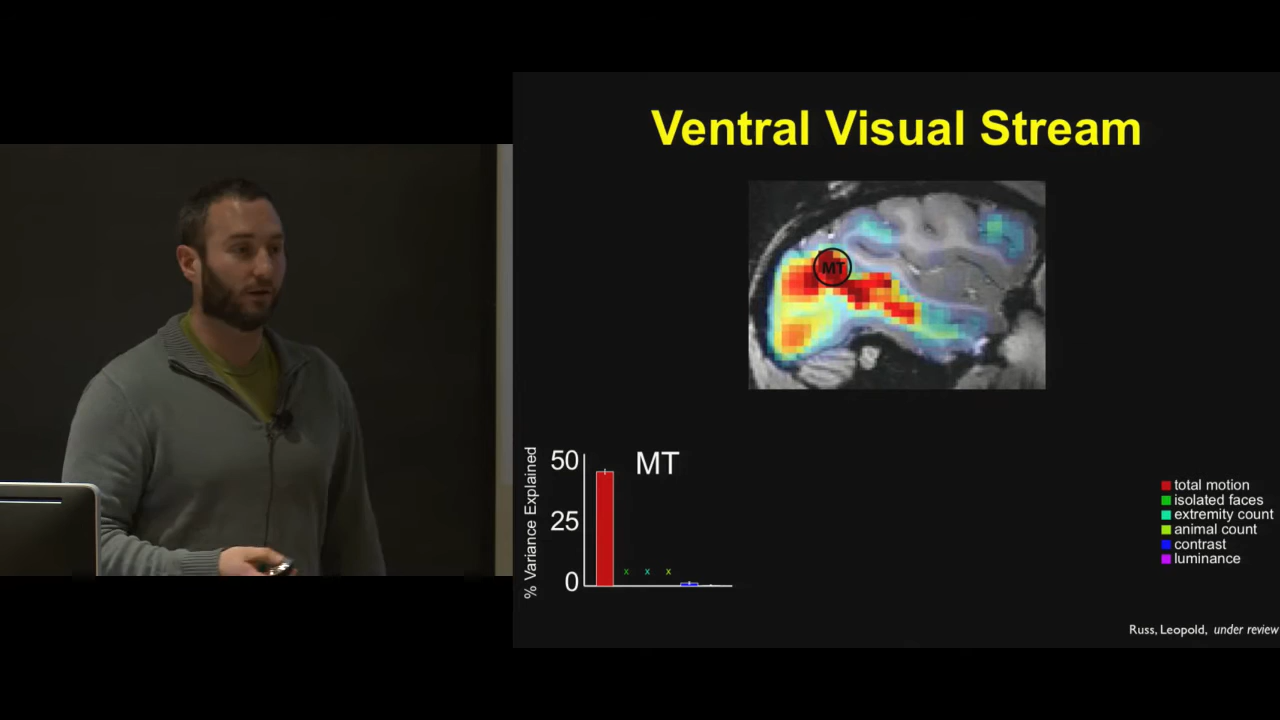 Ventral Visual Stream
MT
% Variance Explained
50
25
0
MT
x x x
total motion
isolated faces
extremity count
animal count
contrast
luminance
Russ, Leopold, under review